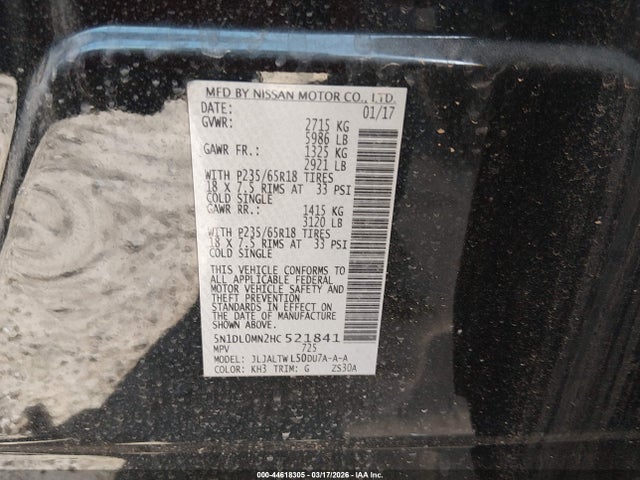 MFD BY NISSAN MOTOR CO., LTD.
DATE: 01/17
GVWR: 2715 KG
5986 LB
GAWR FR.: 1325 KG
2921 LB
WITH P235/65R18 TIRES
18 X 7.5 RIMS AT 33 PSI
COLD SINGLE
GAWR RR.: 1415 KG
3120 LB
WITH P235/65R18 TIRES
18 X 7.5 RIMS AT 33 PSI
COLD SINGLE
THIS VEHICLE CONFORMS TO
ALL APPLICABLE FEDERAL
MOTOR VEHICLE SAFETY AND
THEFT PREVENTION
STANDARDS IN EFFECT ON
THE DATE OF MANUFACTURE
SHOWN ABOVE.
5N1DL0MN2HC521841
MPV 725
MODEL: JLJALTWL50DU7A-A-A
COLOR: KH3 TRIM: G ZS30A
000-44618305 - 03/17/2026 - IAA Inc.